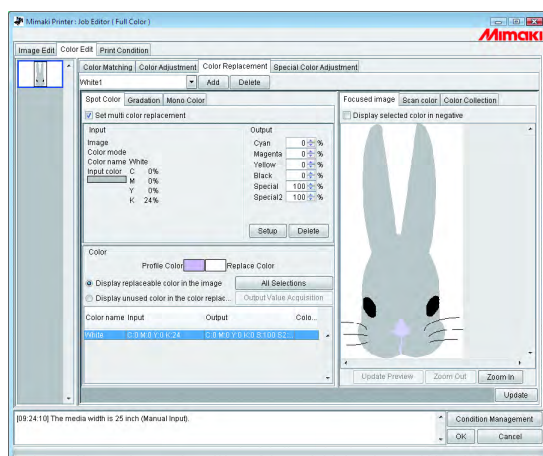 Mimaki Printer : Job Editor ( Full Color )
Mimaki
Image Edit Color Edit Print Condition
Color Matching Color Adjustment Color Replacement Special Color Adjustment
White1 Add Delete
Spot Color Gradation Mono Color
Focused image Scan color Color Collection
Set multi color replacement
Display selected color in negative
Input Output
Image Cyan 0 %
Color mode Magenta 0 %
Color name White Yellow 0 %
Input color C 0% Black 0 %
M 0% Special 100 %
Y 0% Special2 100 %
K 24%
Setup Delete
Color
Profile Color Replace Color
Display replaceable color in the image All Selections
Display unused color in the color replac... Output Value Acquisition
Color name Input Output Colo...
White C:0 M:0 Y:0 K:24 C:0 M:0 Y:0 K:0 S:100 S2...
Update Preview Zoom Out Zoom In
Update
[09:24:10] The media width is 25 inch (Manual Input).
Condition Management
OK Cancel